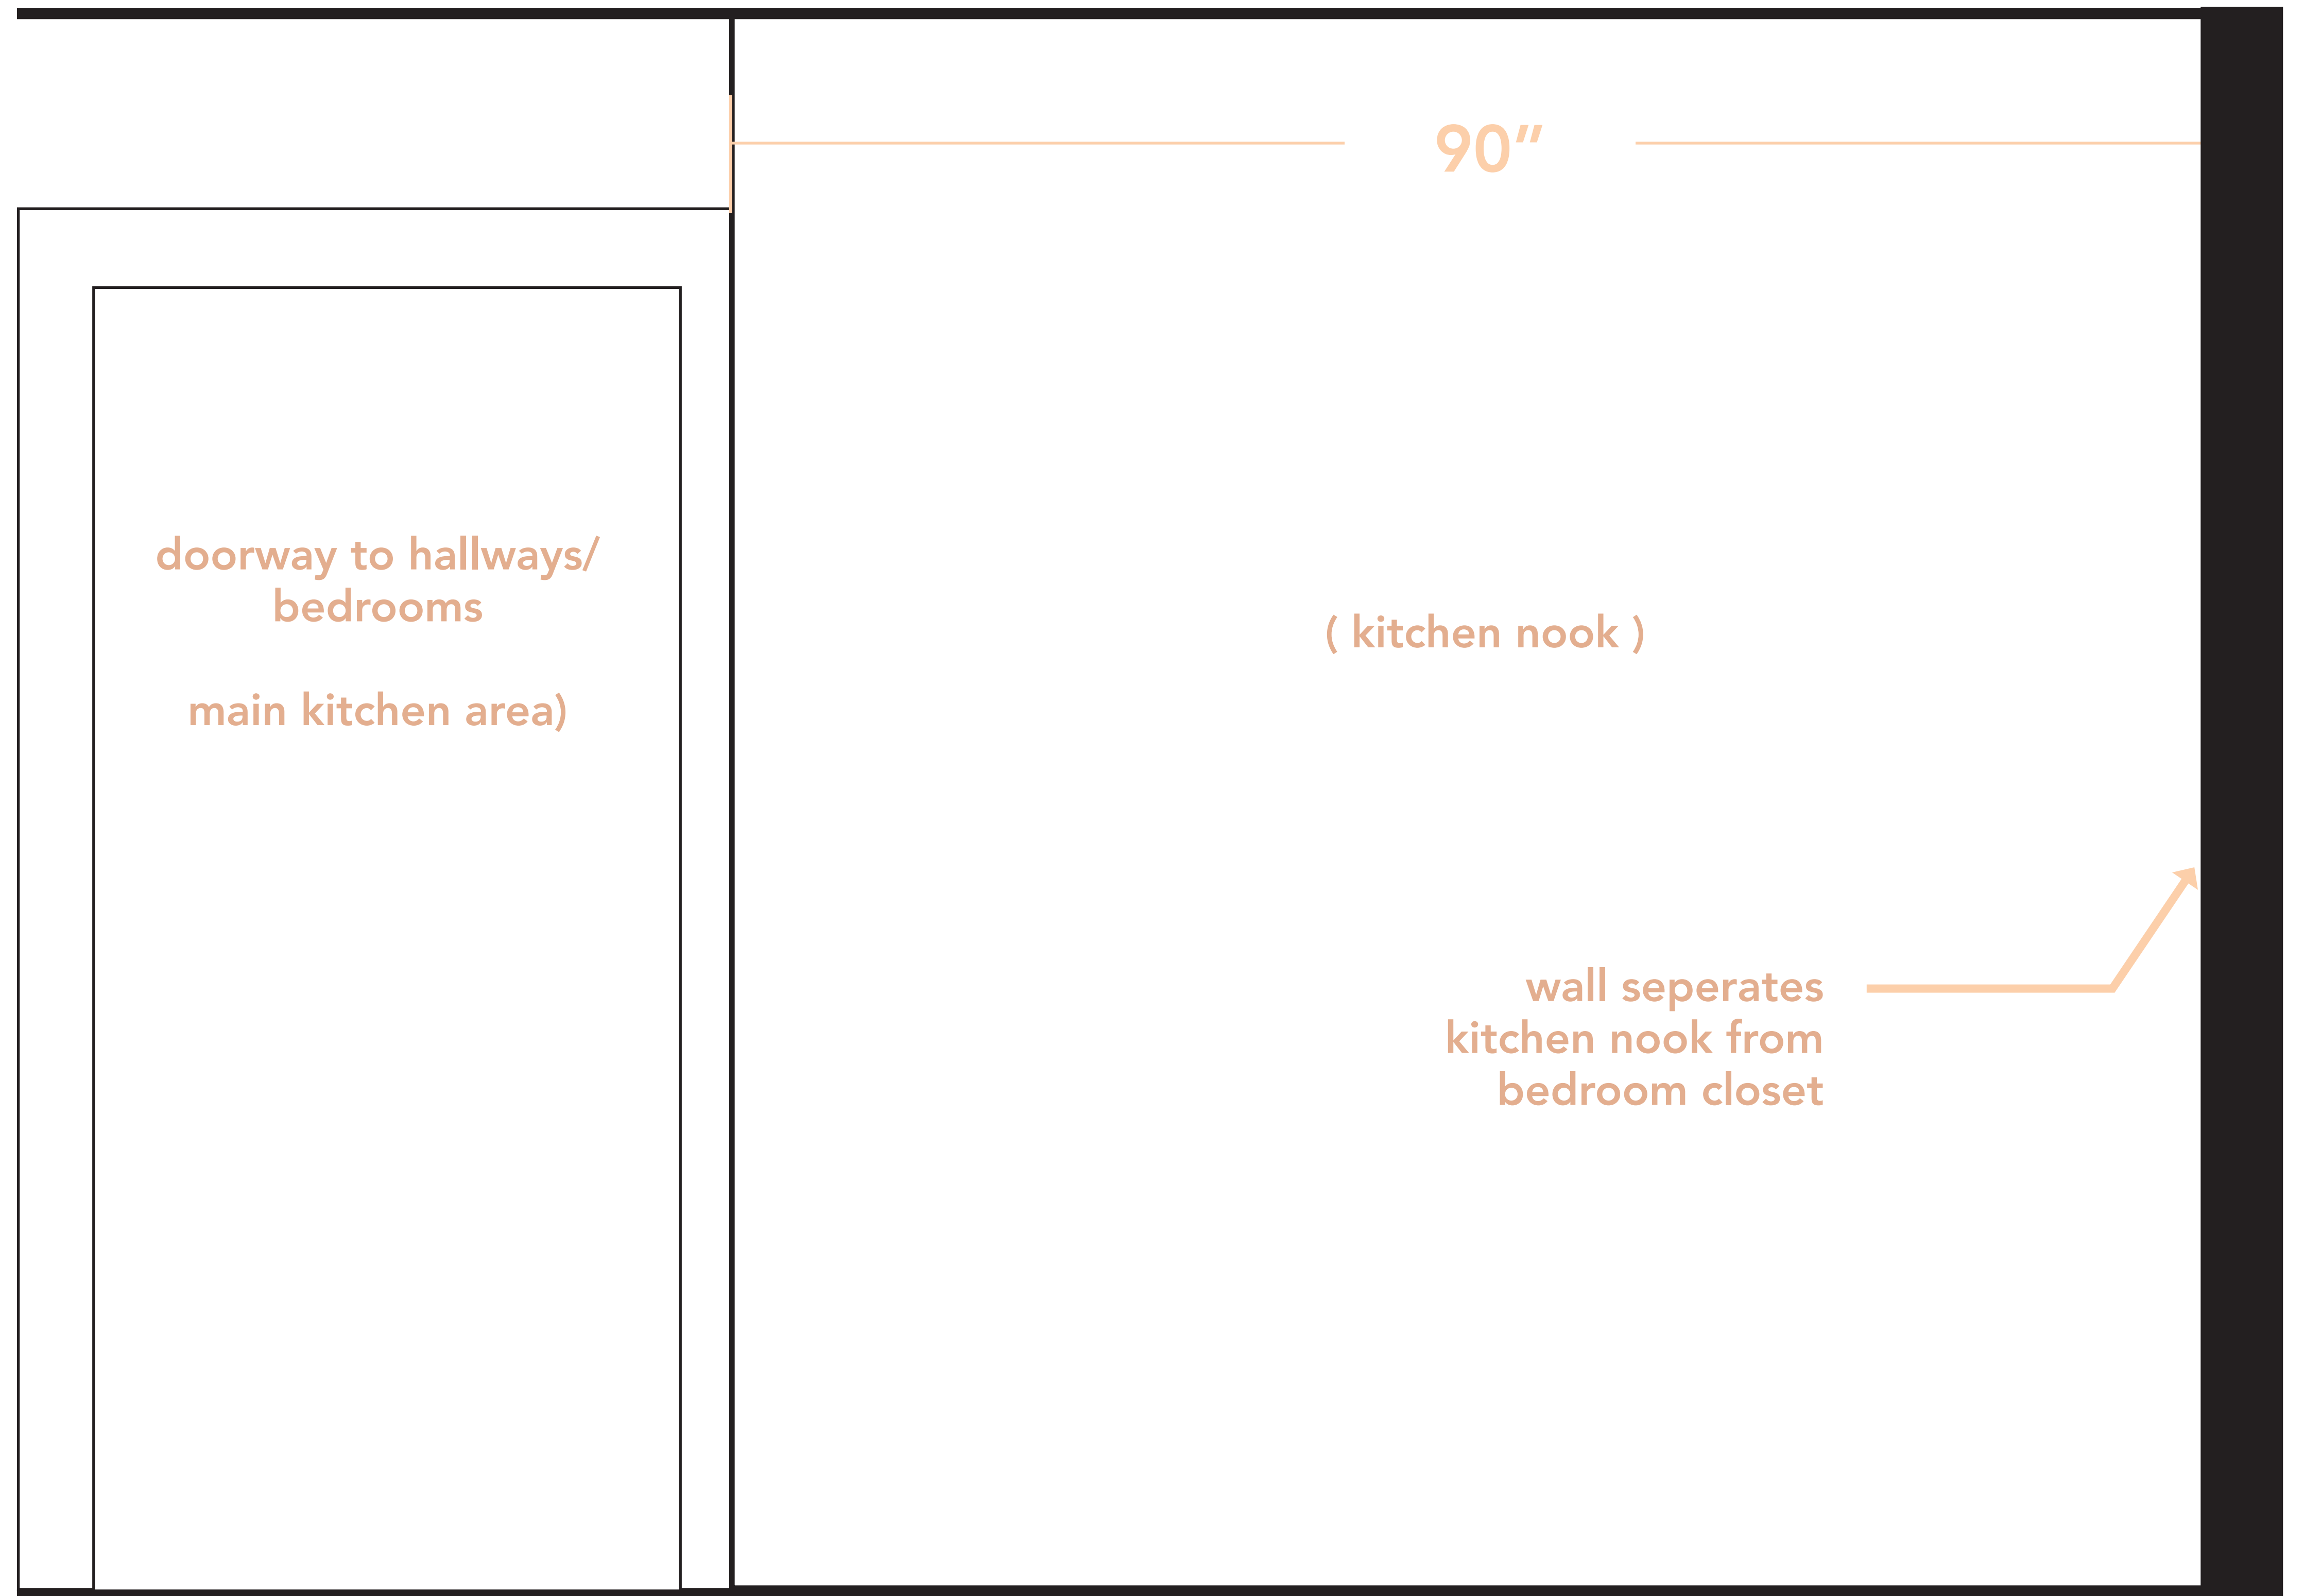 90"
doorway to hallways/
bedrooms
main kitchen area)
( kitchen nook )
wall seperates
kitchen nook from
bedroom closet